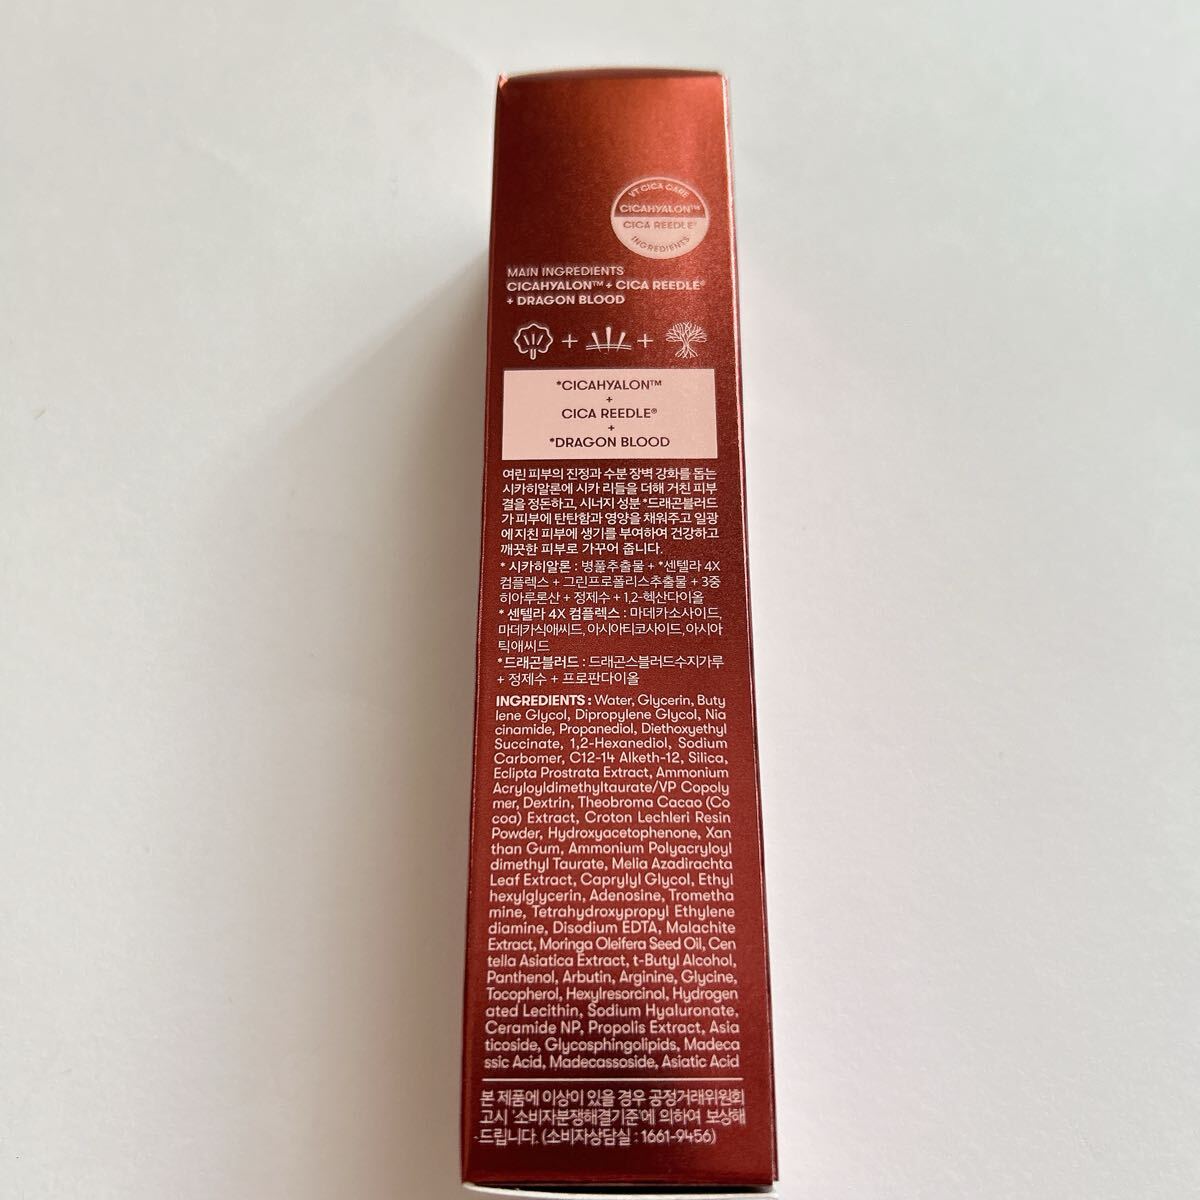 VT CICA CARE
CICAHYALON™
CICA REEDLE®
INGREDIENTS
MAIN INGREDIENTS
CICAHYALON™ + CICA REEDLE®
+ DRAGON BLOOD
+ +
*CICAHYALON™
+
CICA REEDLE®
+
*DRAGON BLOOD
여린 피부의 진정과 수분 장벽 강화를 돕는
시카히알론에 시카 리들을 더해 거친 피부
결을 정돈하고, 시너지 성분 *드래곤블러드
가 피부에 탄탄함과 영양을 채워주고 일광
에 지친 피부에 생기를 부여하여 건강하고
깨끗한 피부로 가꾸어 줍니다.
* 시카히알론 : 병풀추출물 + *센텔라 4X
컴플렉스 + 그린프로폴리스추출물 + 3중
히아루론산 + 정제수 + 1,2-헥산다이올
* 센텔라 4X 컴플렉스 : 마데카소사이드,
마데카식애씨드, 아시아티코사이드, 아시아
틱애씨드
*드래곤블러드 : 드래곤스블러드수지가루
+ 정제수 + 프로판다이올
INGREDIENTS : Water, Glycerin, Buty
lene Glycol, Dipropylene Glycol, Nia
cinamide, Propanediol, Diethoxyethyl
Succinate, 1,2-Hexanediol, Sodium
Carbomer, C12-14 Alketh-12, Silica,
Eclipta Prostrata Extract, Ammonium
Acryloyldimethyltaurate/VP Copoly
mer, Dextrin, Theobroma Cacao (Co
coa) Extract, Croton Lechleri Resin
Powder, Hydroxyacetophenone, Xan
than Gum, Ammonium Polyacryloyl
dimethyl Taurate, Melia Azadirachta
Leaf Extract, Caprylyl Glycol, Ethyl
hexylglycerin, Adenosine, Trometha
mine, Tetrahydroxypropyl Ethylene
diamine, Disodium EDTA, Malachite
Extract, Moringa Oleifera Seed Oil, Cen
tella Asiatica Extract, t-Butyl Alcohol,
Panthenol, Arbutin, Arginine, Glycine,
Tocopherol, Hexylresorcinol, Hydrogen
ated Lecithin, Sodium Hyaluronate,
Ceramide NP, Propolis Extract, Asia
ticoside, Glycosphingolipids, Madeca
ssic Acid, Madecassoside, Asiatic Acid
본 제품에 이상이 있을 경우 공정거래위원회
고시 '소비자분쟁해결기준'에 의하여 보상해
드립니다. (소비자상담실 : 1661-9456)